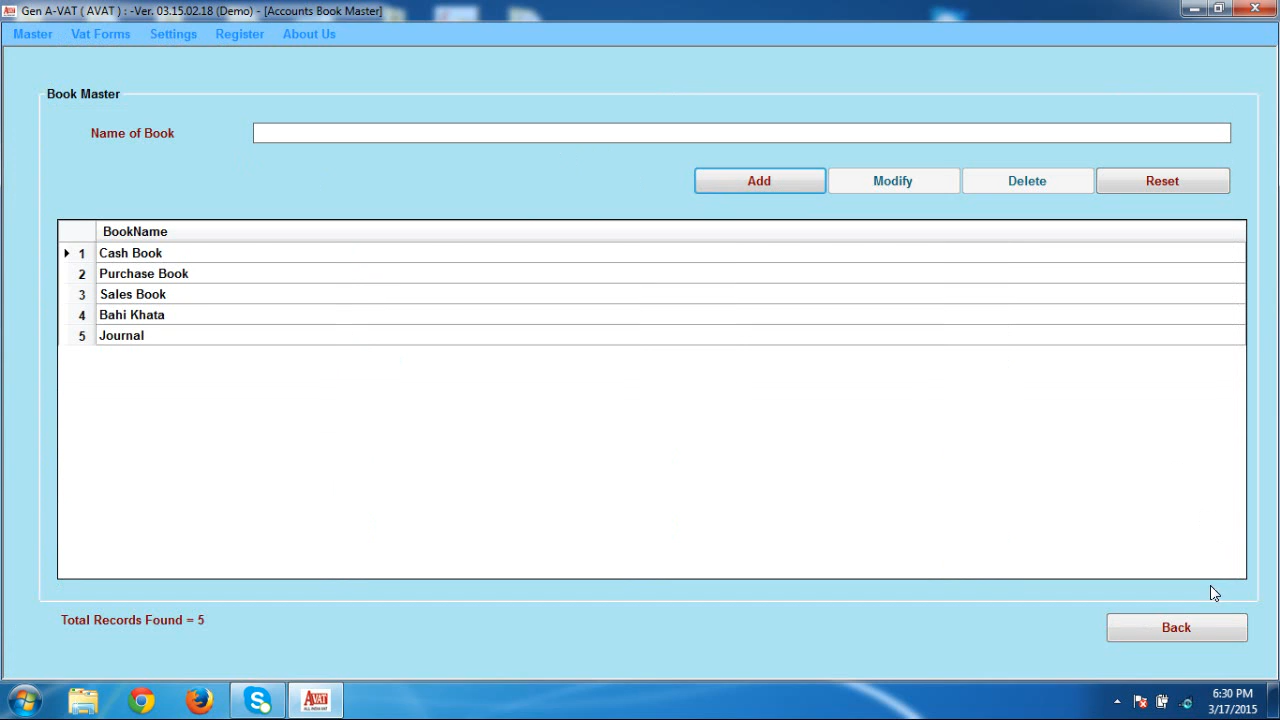 Gen A-VAT ( AVAT ) : -Ver. 03.15.02.18 (Demo) - [Accounts Book Master]
Master Vat Forms Settings Register About Us
Book Master
Name of Book
Add Modify Delete Reset
BookName
1 Cash Book
2 Purchase Book
3 Sales Book
4 Bahi Khata
5 Journal
Total Records Found = 5
Back
AVAT
6:30 PM
3/17/2015